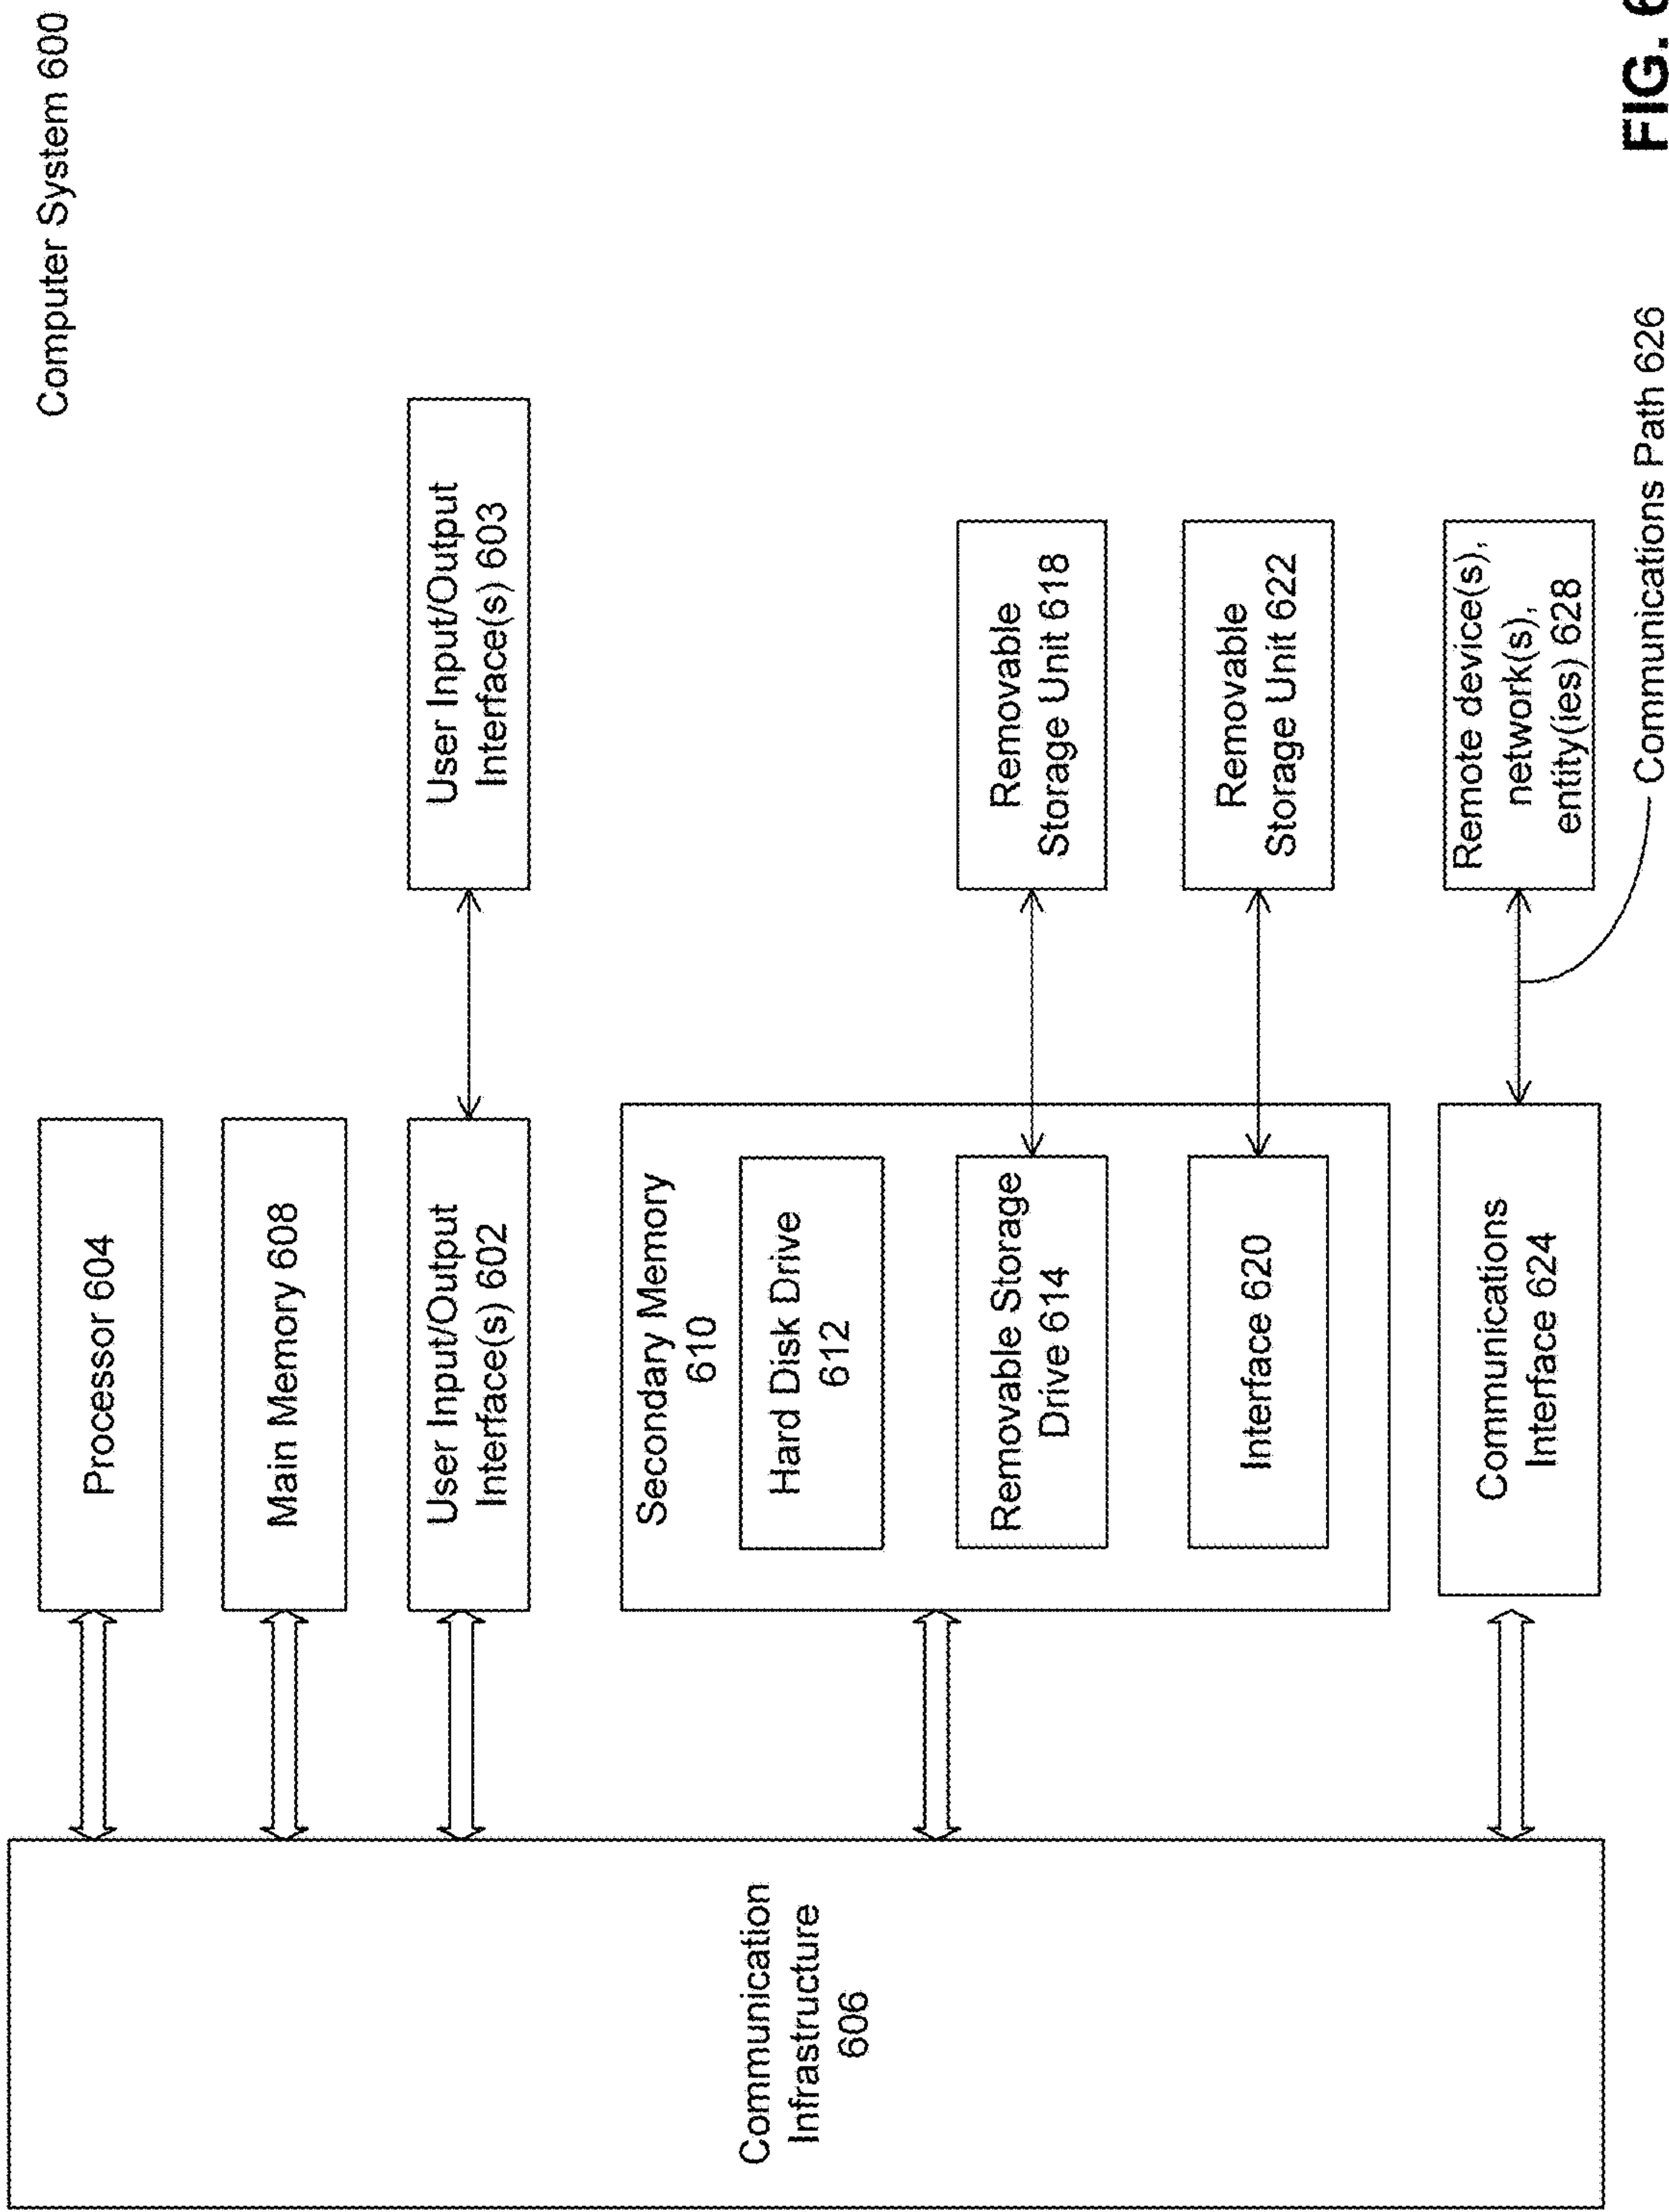 Computer System 600
Processor 604
Main Memory 608
User Input/Output
Interface(s) 602
User Input/Output
Interface(s) 603
Communication
Infrastructure
606
Secondary Memory
610
Hard Disk Drive
612
Removable Storage
Drive 614
Removable
Storage Unit 618
Interface 620
Removable
Storage Unit 622
Communications
Interface 624
Remote device(s),
network(s),
entity(ies) 628
Communications Path 626
FIG. 6